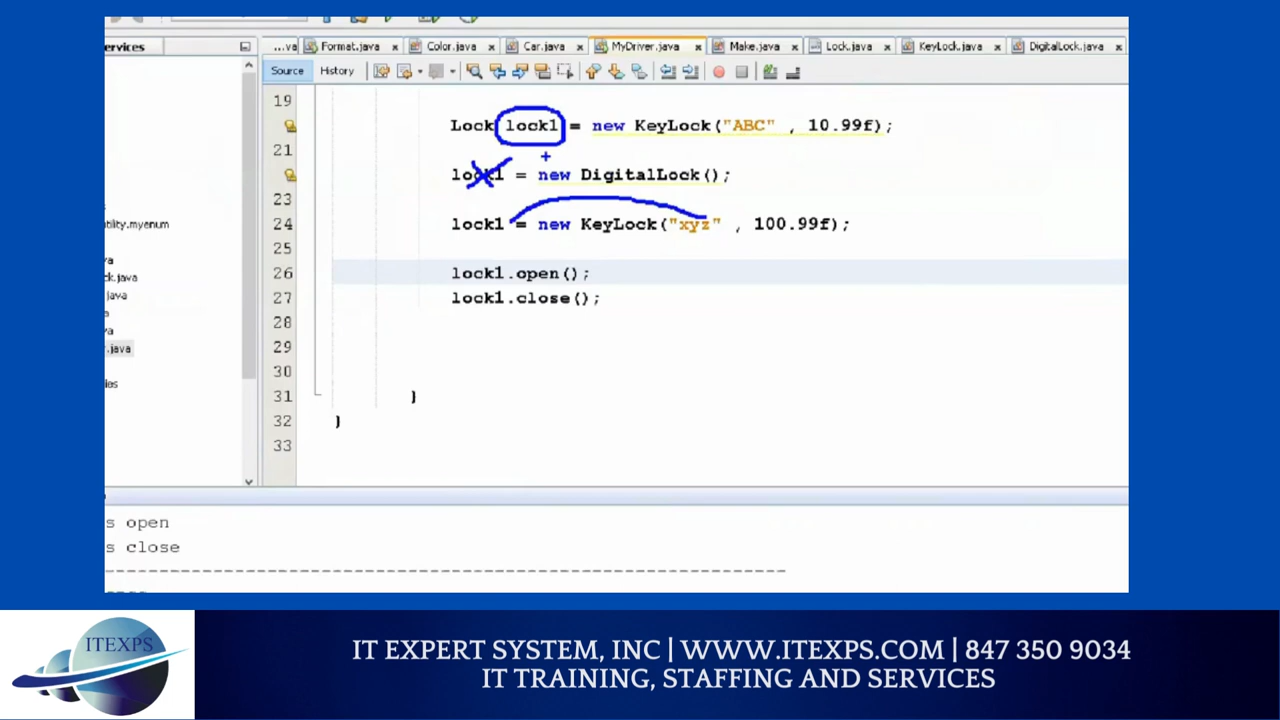 ervices
...va Format.java Color.java Car.java MyDriver.java Make.java Lock.java KeyLock.java DigitalLock.java
Source History
19
Lock lock1 = new KeyLock("ABC" , 10.99f);
21
lock1 = new DigitalLock();
23
24 lock1 = new KeyLock("xyz" , 100.99f);
25
26 lock1.open();
27 lock1.close();
28
29
30
31 }
32 }
33
tility.myenum
va
ck.java
.java
a
va
r.java
ies
s open
s close
--------------------------------------------------------------
ITEXPS
IT EXPERT SYSTEM, INC | WWW.ITEXPS.COM | 847 350 9034
IT TRAINING, STAFFING AND SERVICES